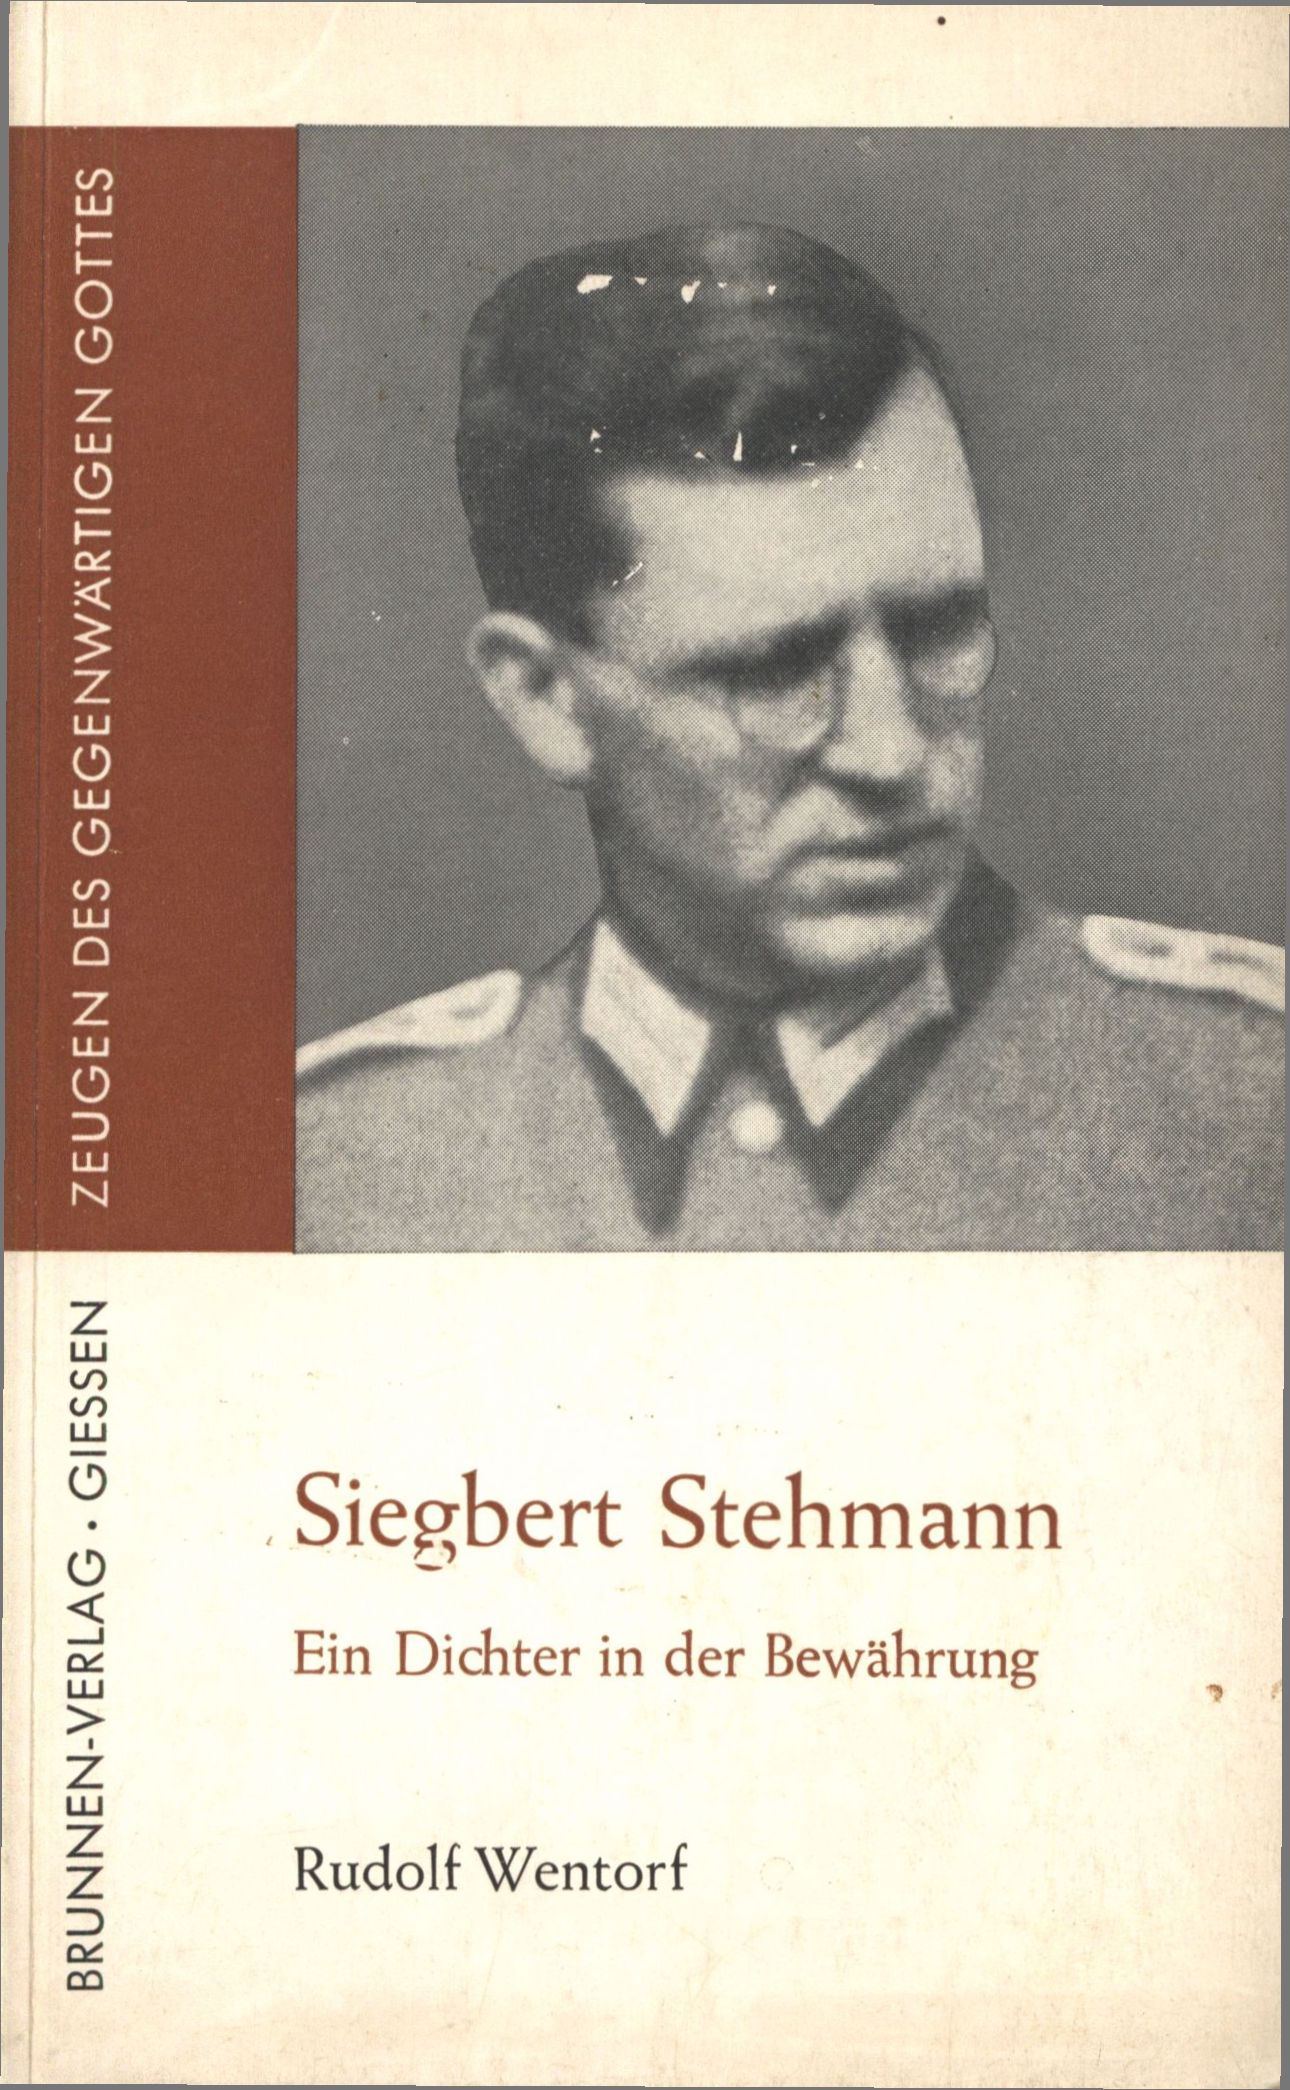 ZEUGEN DES GEGENWÄRTIGEN GOTTES
BRUNNEN-VERLAG · GIESSEN
Siegbert Stehmann
Ein Dichter in der Bewährung
Rudolf Wentorf